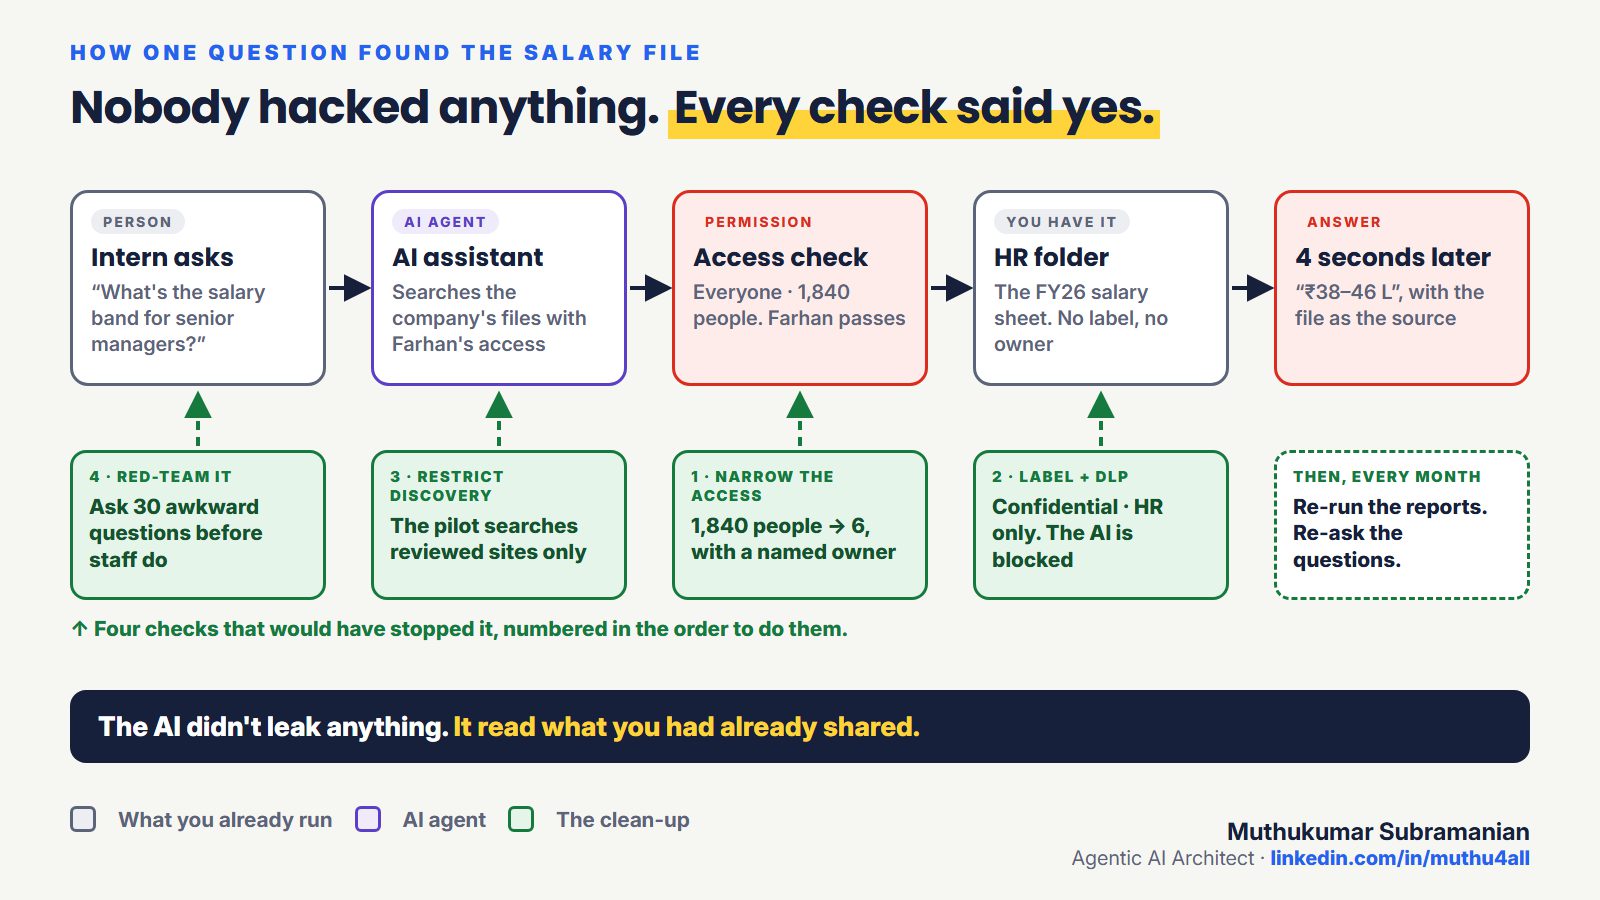 HOW ONE QUESTION FOUND THE SALARY FILE
Nobody hacked anything. Every check said yes.
PERSON
Intern asks
“What's the salary
band for senior
managers?”
AI AGENT
AI assistant
Searches the
company's files with
Farhan's access
PERMISSION
Access check
Everyone · 1,840
people. Farhan passes
YOU HAVE IT
HR folder
The FY26 salary
sheet. No label, no
owner
ANSWER
4 seconds later
“₹38–46 L”, with the
file as the source
4 · RED-TEAM IT
Ask 30 awkward
questions before
staff do
3 · RESTRICT
DISCOVERY
The pilot searches
reviewed sites only
1 · NARROW THE
ACCESS
1,840 people → 6,
with a named owner
2 · LABEL + DLP
Confidential · HR
only. The AI is
blocked
THEN, EVERY MONTH
Re-run the reports.
Re-ask the
questions.
↑ Four checks that would have stopped it, numbered in the order to do them.
The AI didn't leak anything. It read what you had already shared.
What you already run
AI agent
The clean-up
Muthukumar Subramanian
Agentic AI Architect · linkedin.com/in/muthu4all